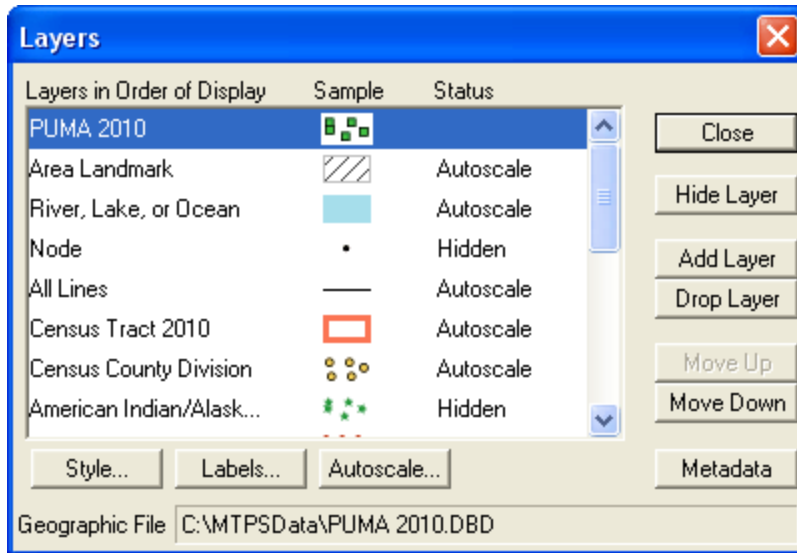 Layers
Layers in Order of Display Sample Status
PUMA 2010
Area Landmark Autoscale
River, Lake, or Ocean Autoscale
Node Hidden
All Lines Autoscale
Census Tract 2010 Autoscale
Census County Division Autoscale
American Indian/Alask... Hidden
Close
Hide Layer
Add Layer
Drop Layer
Move Up
Move Down
Style... Labels... Autoscale... Metadata
Geographic File C:\MTPSData\PUMA 2010.DBD